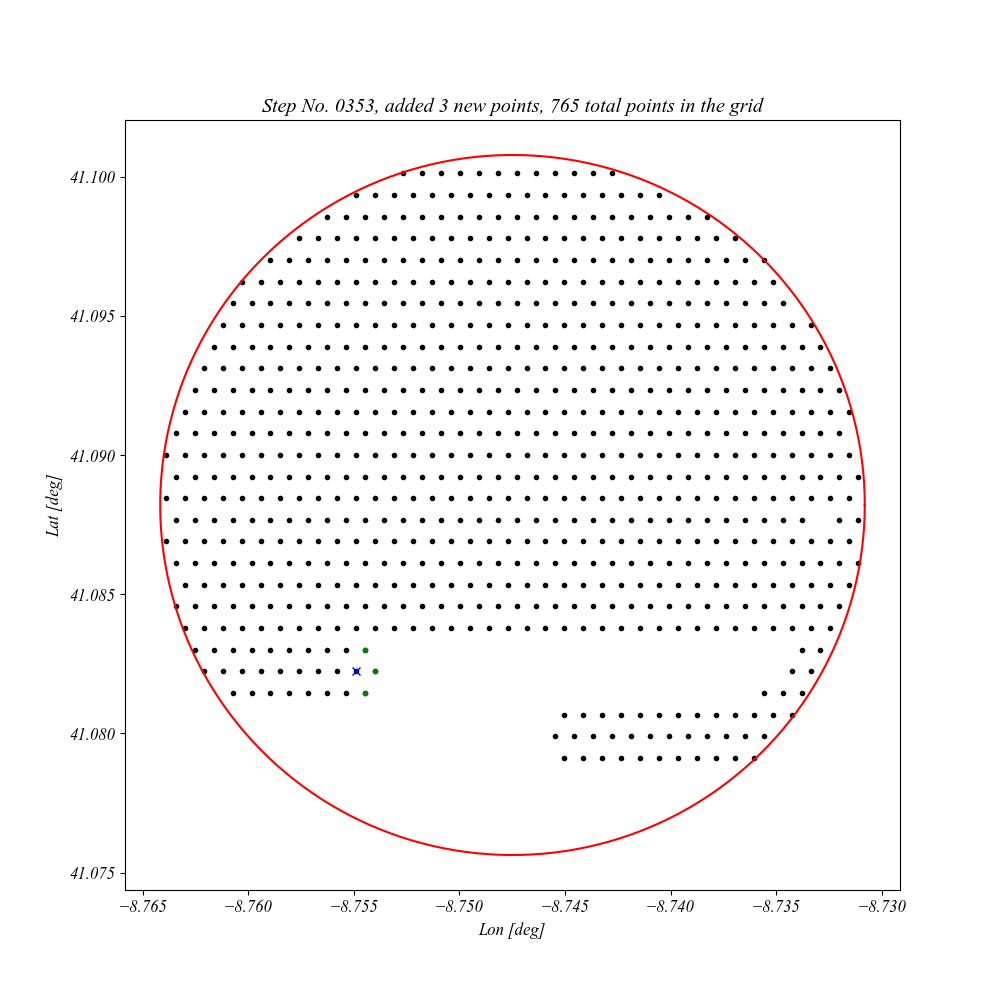 Step No. 0353, added 3 new points, 765 total points in the grid
41.100
41.095
41.090
41.085
41.080
41.075
Lat [deg]
−8.765 −8.760 −8.755 −8.750 −8.745 −8.740 −8.735 −8.730
Lon [deg]